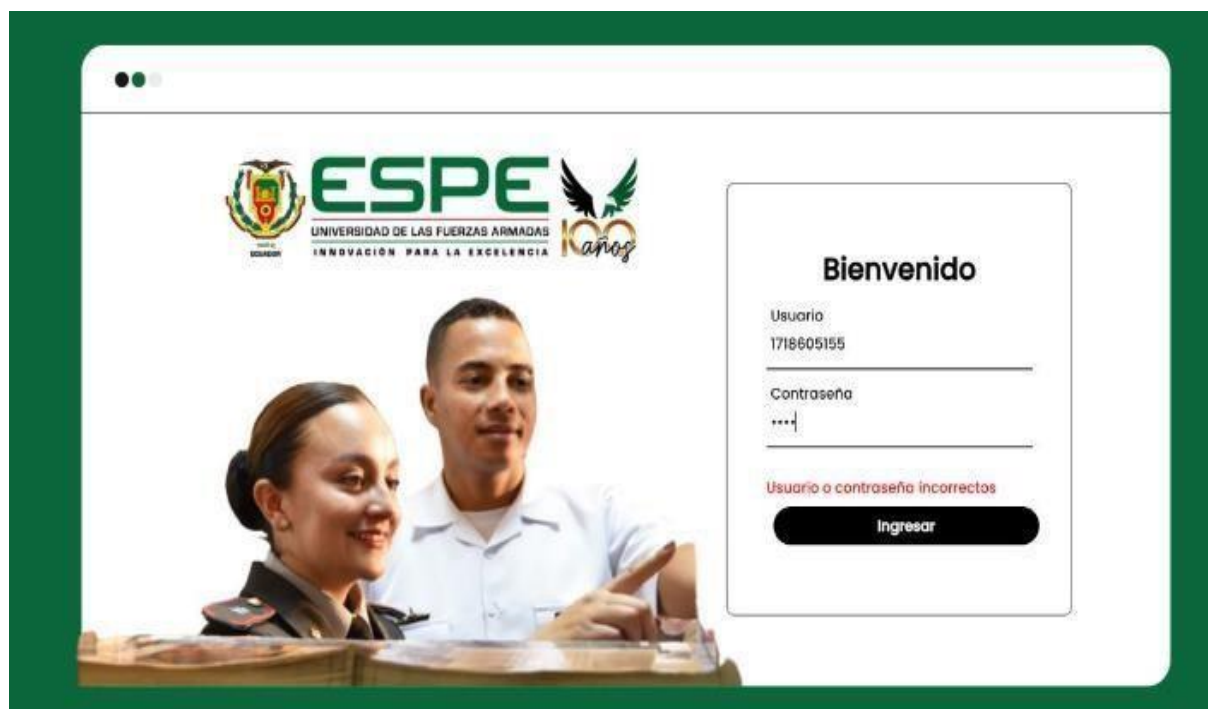 ESPE
UNIVERSIDAD DE LAS FUERZAS ARMADAS
INNOVACIÓN PARA LA EXCELENCIA
ECUADOR
100
años
Bienvenido
Usuario
1718605155
Contraseña
····
Usuario o contraseña incorrectos
Ingresar